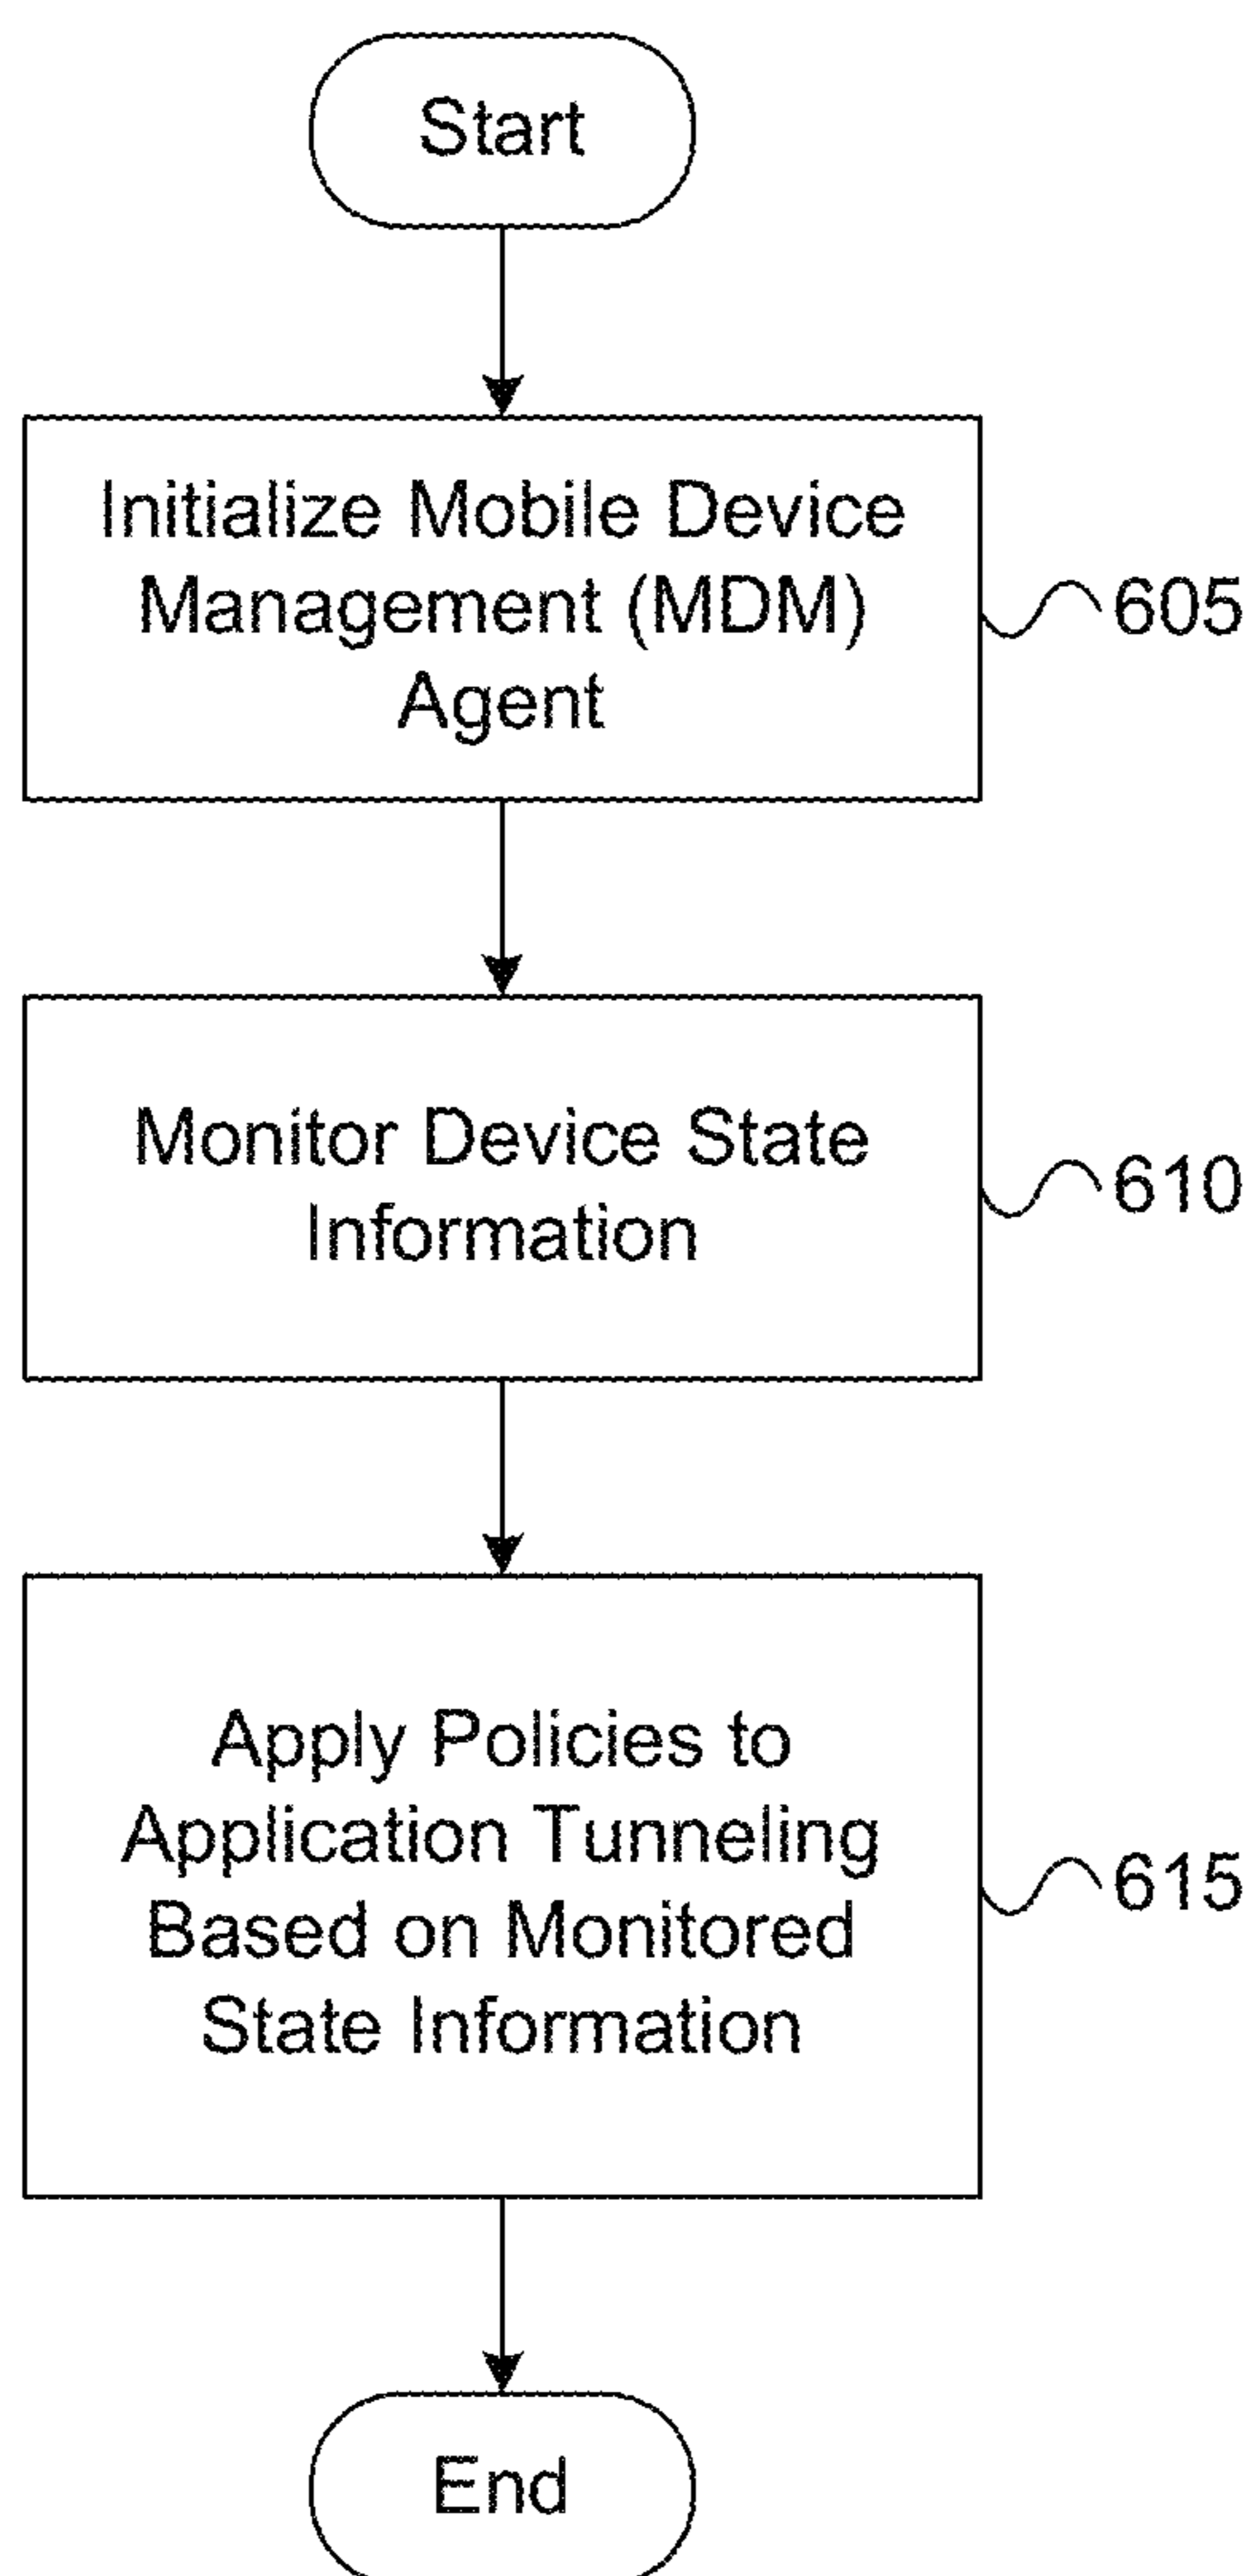 Start
Initialize Mobile Device
Management (MDM)
Agent
605
Monitor Device State
Information
610
Apply Policies to
Application Tunneling
Based on Monitored
State Information
615
End